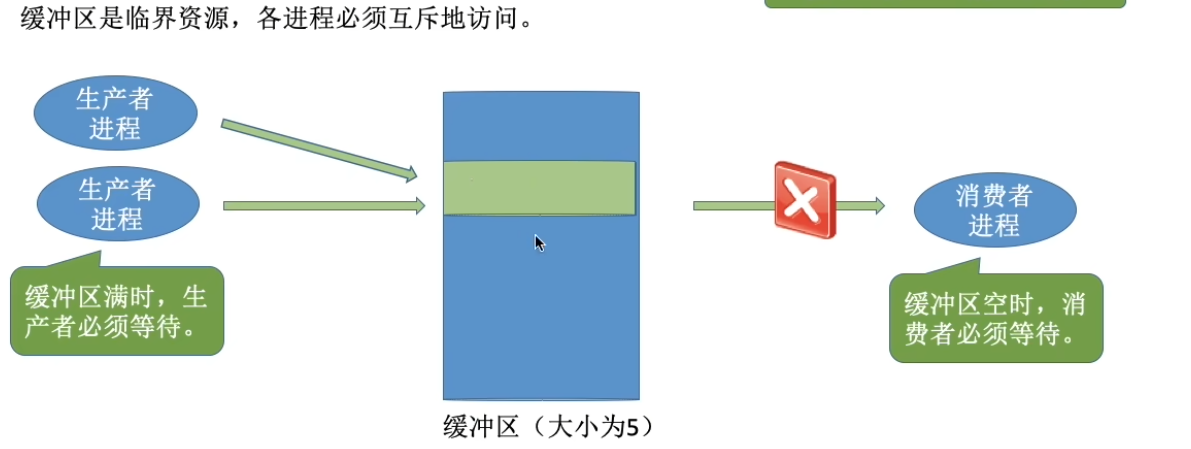 缓冲区是临界资源，各进程必须互斥地访问。
生产者
进程
生产者
进程
缓冲区满时，生
产者必须等待。
消费者
进程
缓冲区空时，消
费者必须等待。
缓冲区（大小为5）